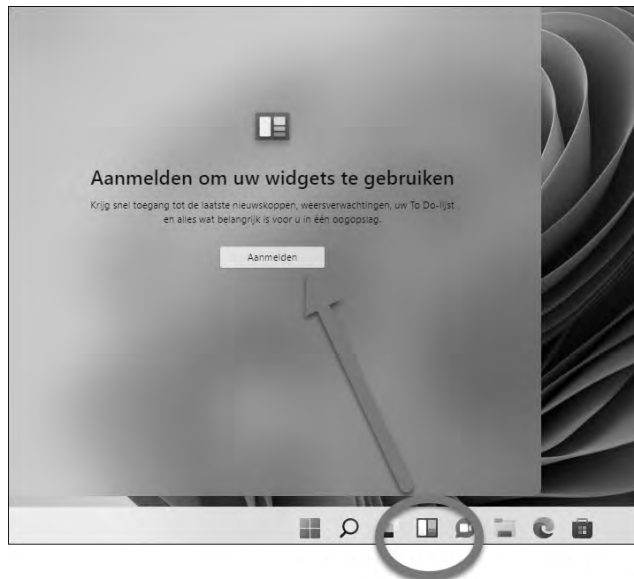 Aanmelden om uw widgets te gebruiken
Krijg snel toegang tot de laatste nieuwskoppen, weersverwachtingen, uw To Do-lijst
en alles wat belangrijk is voor u in één oogopslag.
Aanmelden